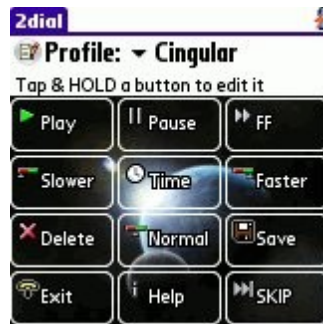 2dial
Profile: Cingular
Tap & HOLD a button to edit it
Play Pause FF
Slower Time Faster
Delete Normal Save
Exit Help SKIP